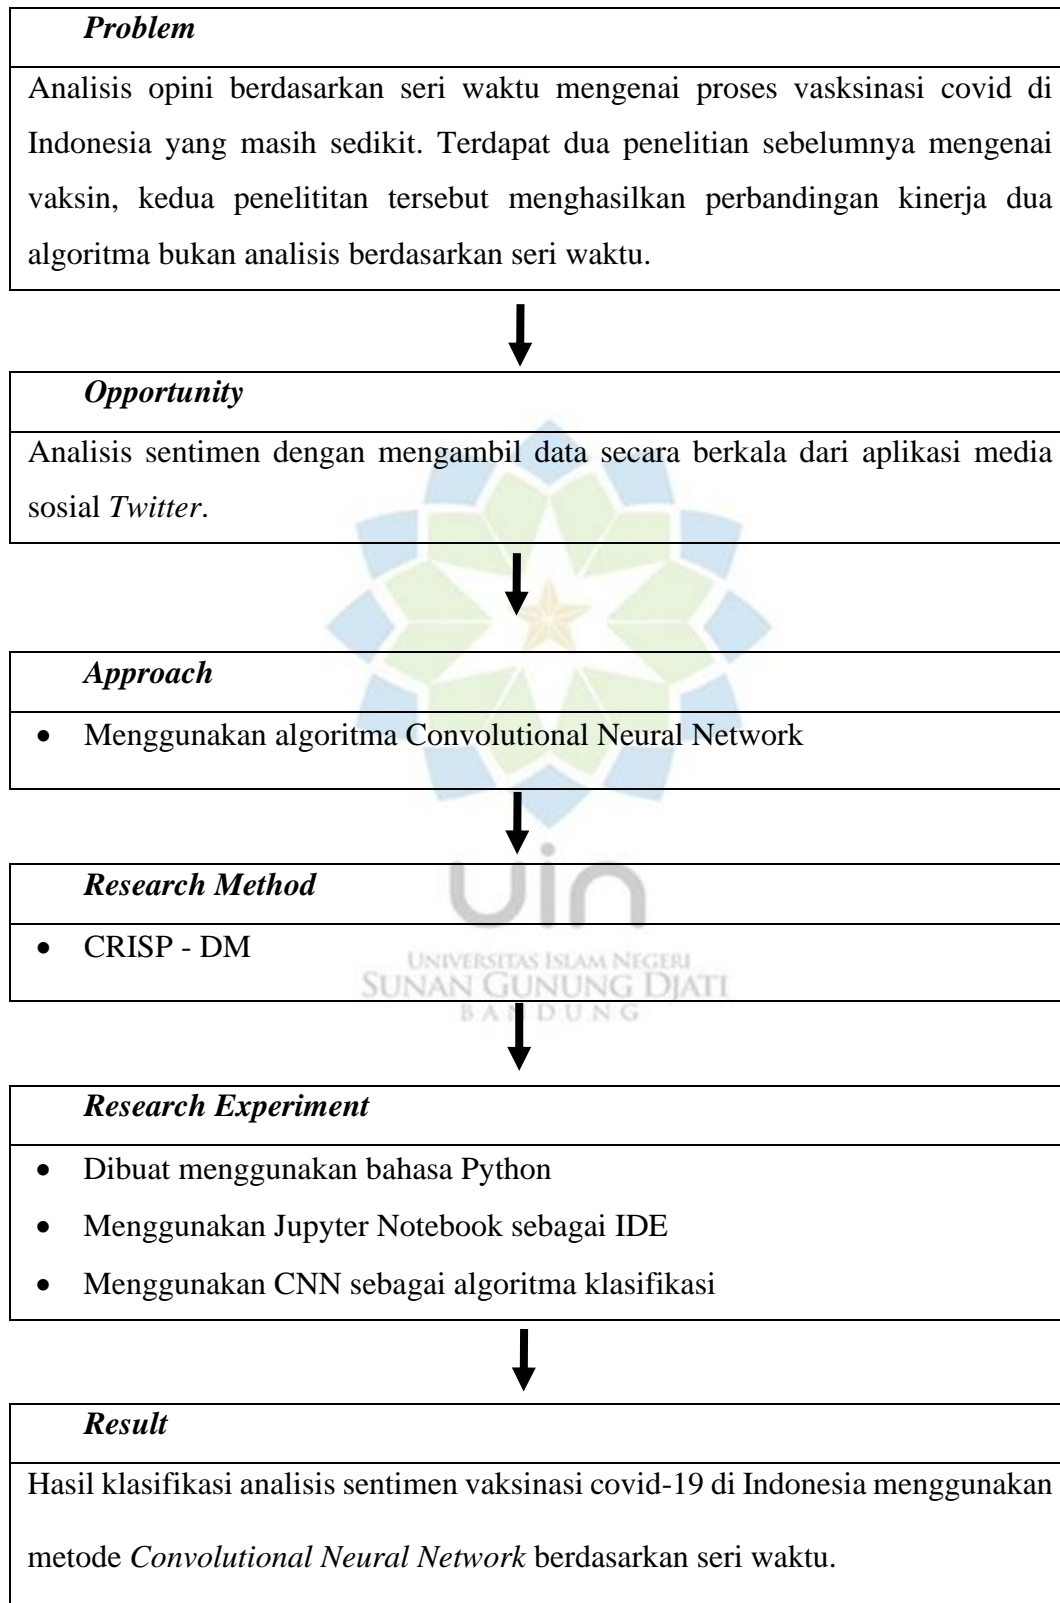 Problem
Analisis opini berdasarkan seri waktu mengenai proses vasksinasi covid di
Indonesia yang masih sedikit. Terdapat dua penelitian sebelumnya mengenai
vaksin, kedua penelititan tersebut menghasilkan perbandingan kinerja dua
algoritma bukan analisis berdasarkan seri waktu.
Opportunity
Analisis sentimen dengan mengambil data secara berkala dari aplikasi media
sosial Twitter.
Approach
• Menggunakan algoritma Convolutional Neural Network
uin
Research Method
• CRISP - DM
UNIVERSITAS ISLAM NEGERI
SUNAN GUNUNG DJATI
BANDUNG
Research Experiment
• Dibuat menggunakan bahasa Python
• Menggunakan Jupyter Notebook sebagai IDE
• Menggunakan CNN sebagai algoritma klasifikasi
Result
Hasil klasifikasi analisis sentimen vaksinasi covid-19 di Indonesia menggunakan
metode Convolutional Neural Network berdasarkan seri waktu.